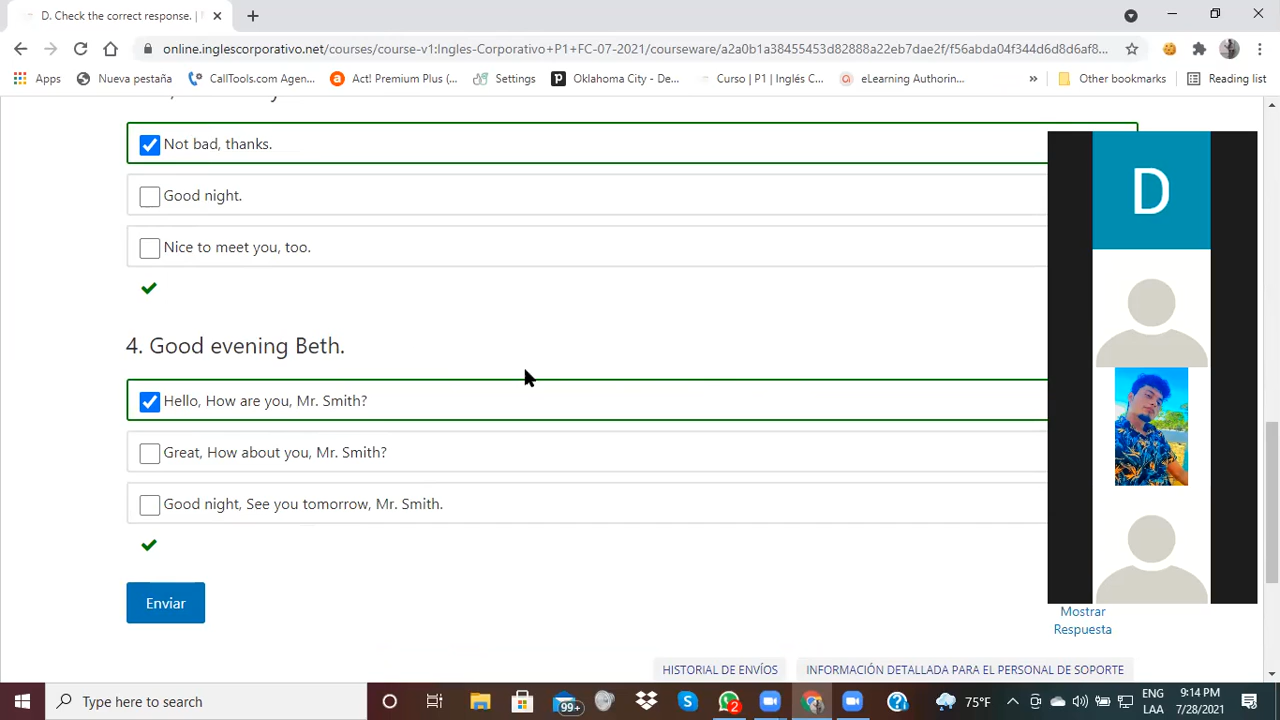 D. Check the correct response. |
online.inglescorporativo.net/courses/course-v1:Ingles-Corporativo+P1+FC-07-2021/courseware/a2a0b1a38455453d82888a22eb7dae2f/f56abda04f344d6d8d6af8...
Apps Nueva pestaña CallTools.com Agen... Act! Premium Plus (... Settings Oklahoma City - De... Curso | P1 | Inglés C... eLearning Authorin... » Other bookmarks Reading list
Not bad, thanks.
Good night.
Nice to meet you, too.
4. Good evening Beth.
Hello, How are you, Mr. Smith?
Great, How about you, Mr. Smith?
Good night, See you tomorrow, Mr. Smith.
Enviar
D
Mostrar
Respuesta
HISTORIAL DE ENVÍOS INFORMACIÓN DETALLADA PARA EL PERSONAL DE SOPORTE
Type here to search
99+
2
75°F
ENG
LAA
9:14 PM
7/28/2021